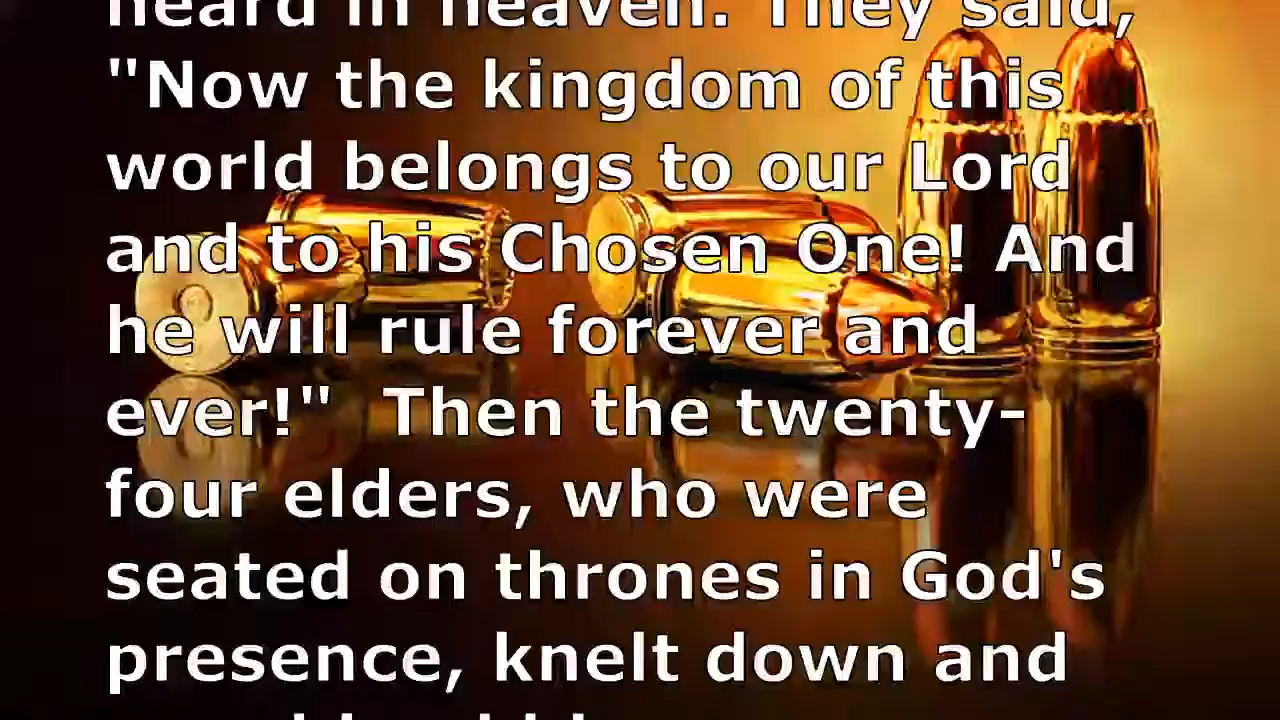 heard in heaven. They said,
"Now the kingdom of this
world belongs to our Lord
and to his Chosen One! And
he will rule forever and
ever!"  Then the twenty-
four elders, who were
seated on thrones in God's
presence, knelt down and